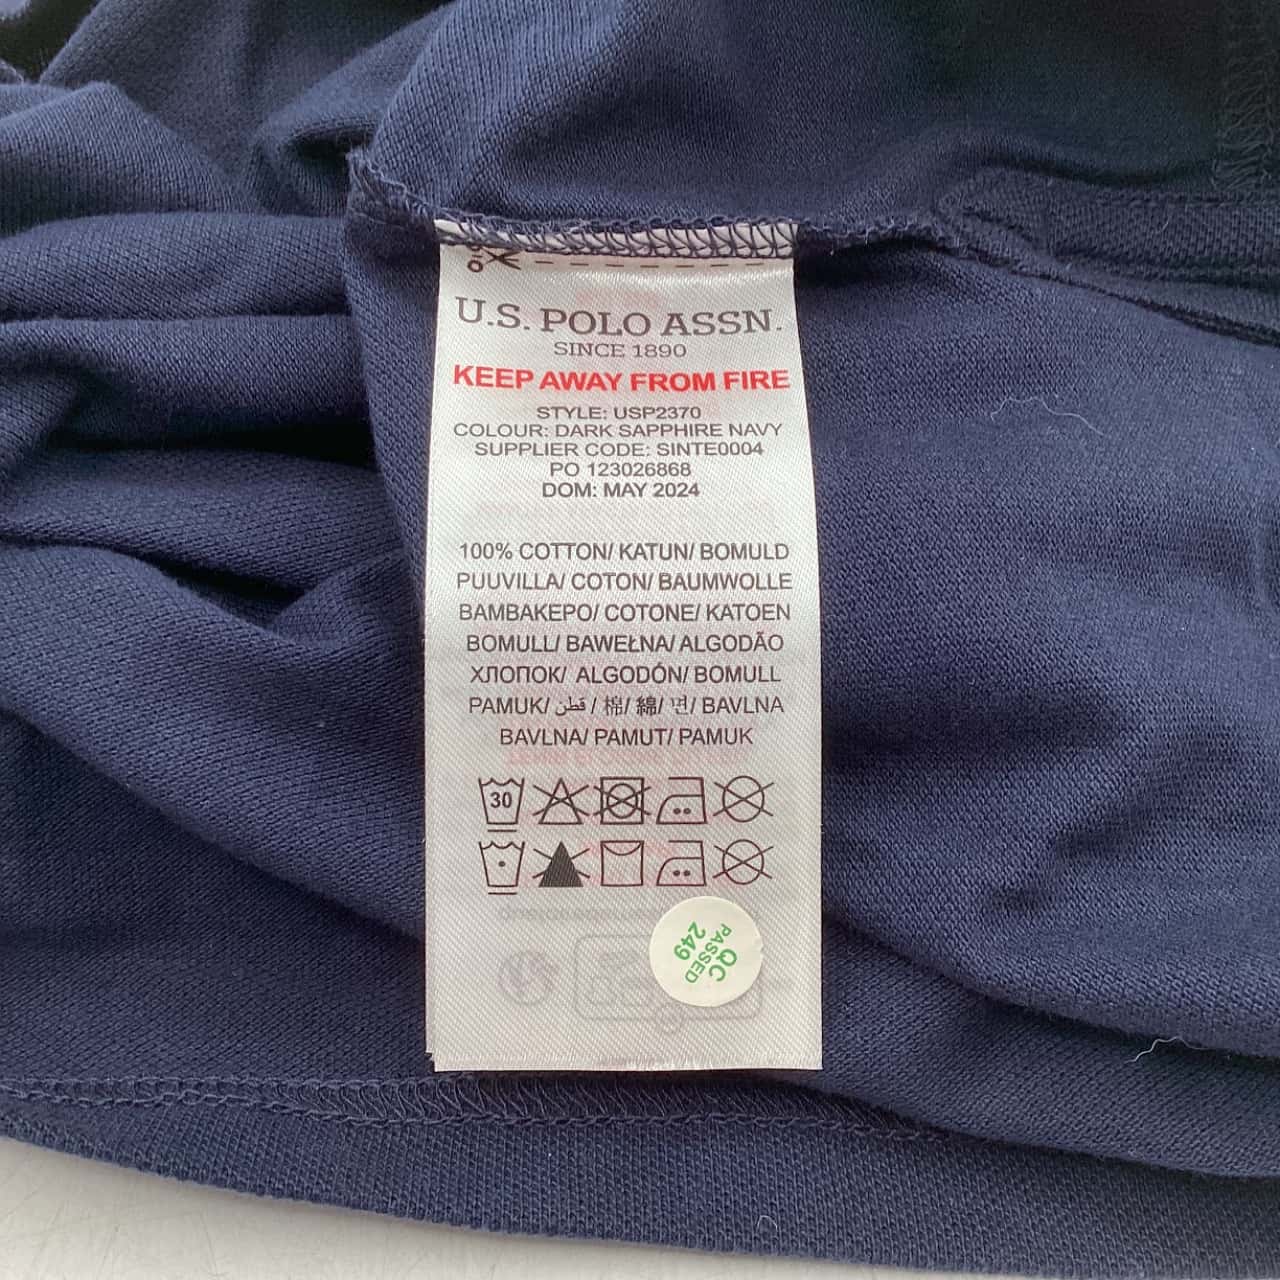 U.S. POLO ASSN.
SINCE 1890
KEEP AWAY FROM FIRE
STYLE: USP2370
COLOUR: DARK SAPPHIRE NAVY
SUPPLIER CODE: SINTE0004
PO 123026868
DOM: MAY 2024
100% COTTON/ KATUN/ BOMULD
PUUVILLA/ COTON/ BAUMWOLLE
BAMBAKEPO/ COTONE/ KATOEN
BOMULL/ BAWEŁNA/ ALGODÃO
ХЛОПОК/ ALGODÓN/ BOMULL
PAMUK/ قطن / 棉/ 綿/ 면/ BAVLNA
BAVLNA/ PAMUT/ PAMUK
30
QC
PASSED
249